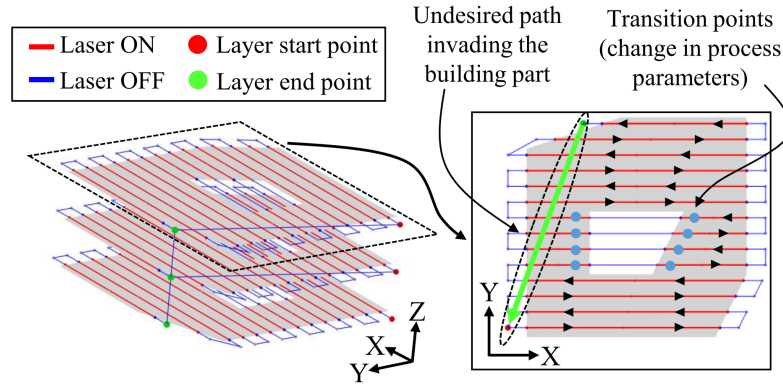 Laser ON
Layer start point
Laser OFF
Layer end point
Undesired path
invading the
building part
Transition points
(change in process
parameters)
Z
X
Y
Y
X